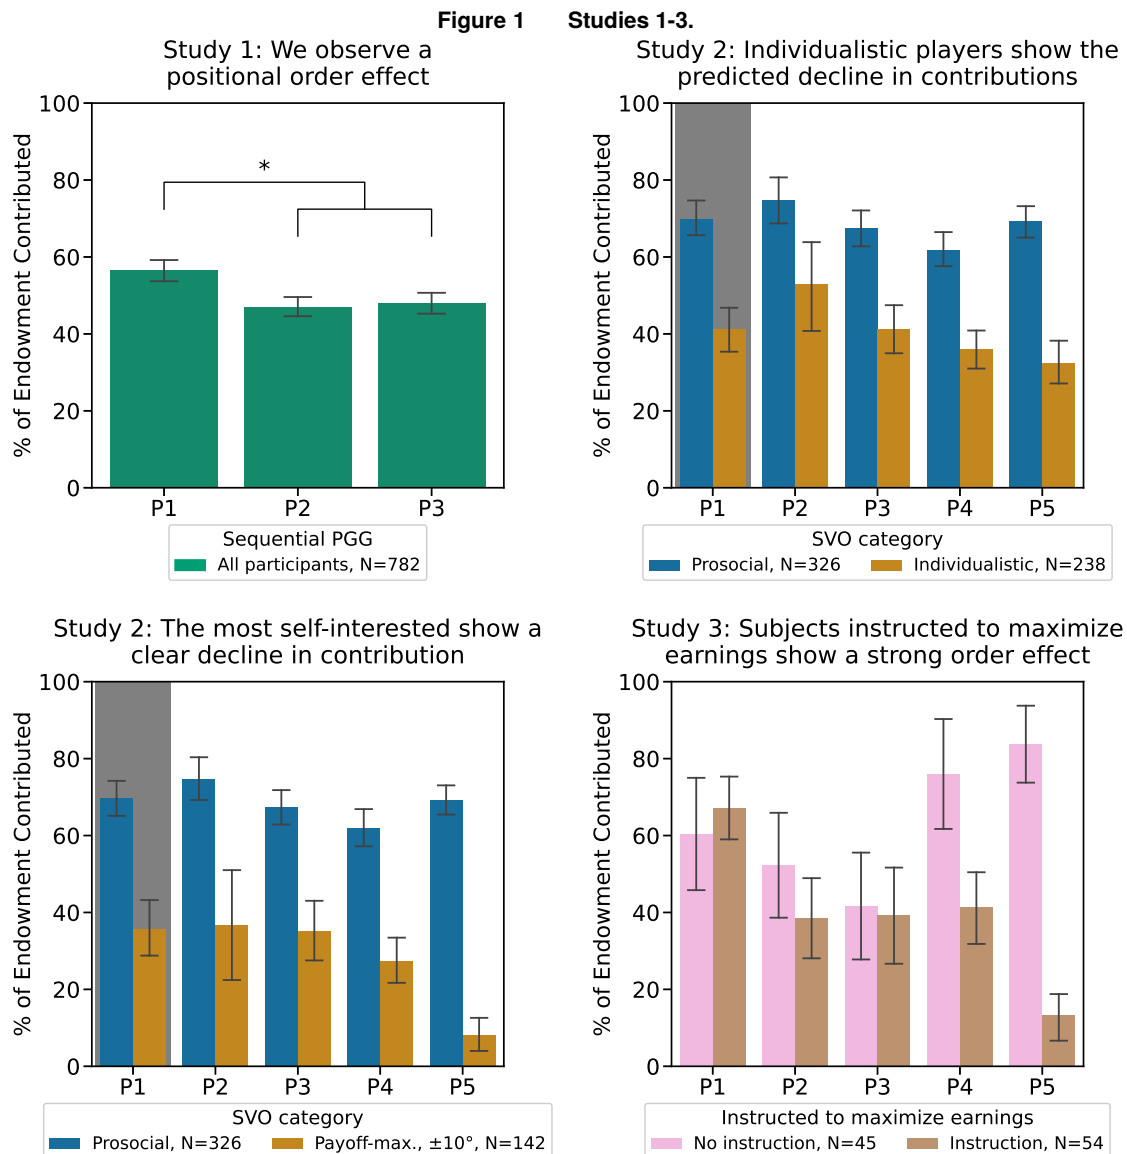 Figure 1 Studies 1-3.
Study 1: We observe a
positional order effect
% of Endowment Contributed
100
80
60
40
20
0
*
P1 P2 P3
Sequential PGG
All participants, N=782
Study 2: Individualistic players show the
predicted decline in contributions
% of Endowment Contributed
100
80
60
40
20
0
P1 P2 P3 P4 P5
SVO category
Prosocial, N=326 Individualistic, N=238
Study 2: The most self-interested show a
clear decline in contribution
% of Endowment Contributed
100
80
60
40
20
0
P1 P2 P3 P4 P5
SVO category
Prosocial, N=326 Payoff-max., ±10°, N=142
Study 3: Subjects instructed to maximize
earnings show a strong order effect
% of Endowment Contributed
100
80
60
40
20
0
P1 P2 P3 P4 P5
Instructed to maximize earnings
No instruction, N=45 Instruction, N=54